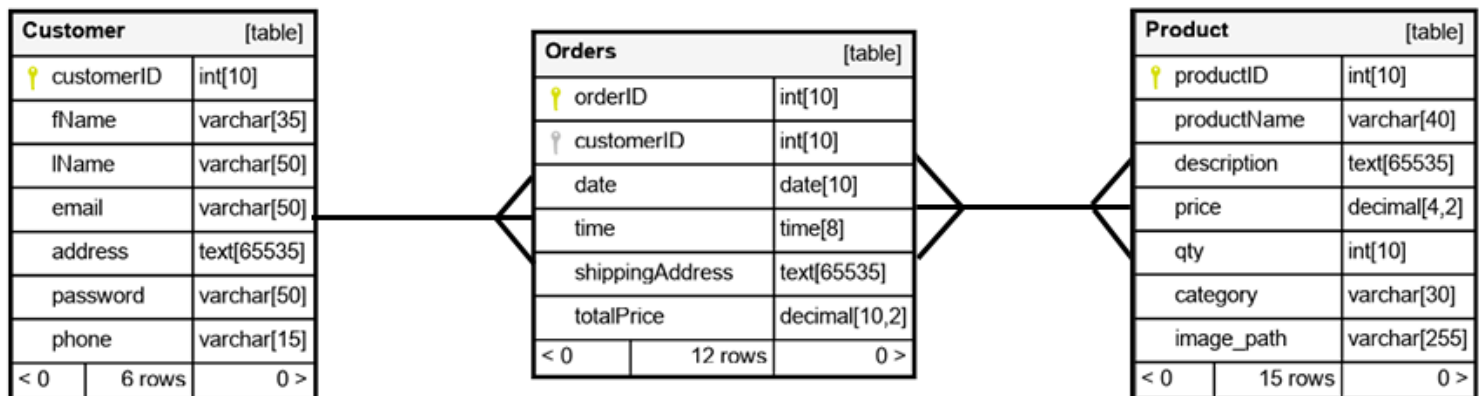 Customer [table]
customerID int[10]
fName varchar[35]
lName varchar[50]
email varchar[50]
address text[65535]
password varchar[50]
phone varchar[15]
< 0 6 rows 0 >
Orders [table]
orderID int[10]
customerID int[10]
date date[10]
time time[8]
shippingAddress text[65535]
totalPrice decimal[10,2]
< 0 12 rows 0 >
Product [table]
productID int[10]
productName varchar[40]
description text[65535]
price decimal[4,2]
qty int[10]
category varchar[30]
image_path varchar[255]
< 0 15 rows 0 >